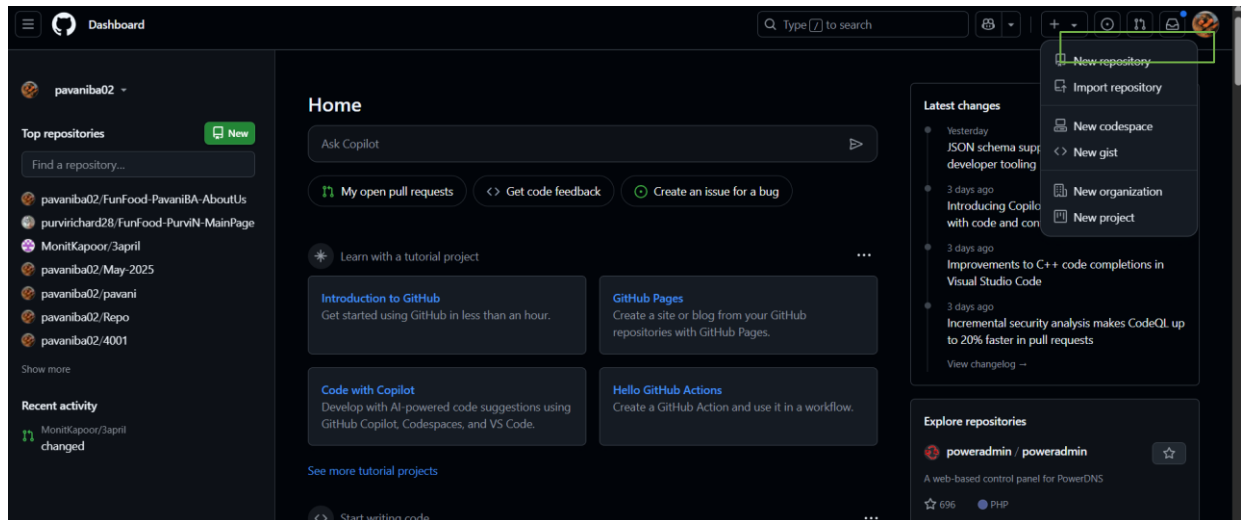 Dashboard
Type / to search
pavaniba02
Top repositories
New
Find a repository...
pavaniba02/FunFood-PavaniBA-AboutUs
purvirichard28/FunFood-PurviN-MainPage
MonitKapoor/3april
pavaniba02/May-2025
pavaniba02/pavani
pavaniba02/Repo
pavaniba02/4001
Show more
Recent activity
MonitKapoor/3april
changed
Home
Ask Copilot
My open pull requests
Get code feedback
Create an issue for a bug
Learn with a tutorial project
Introduction to GitHub
Get started using GitHub in less than an hour.
GitHub Pages
Create a site or blog from your GitHub
repositories with GitHub Pages.
Code with Copilot
Develop with AI-powered code suggestions using
GitHub Copilot, Codespaces, and VS Code.
Hello GitHub Actions
Create a GitHub Action and use it in a workflow.
See more tutorial projects
Start writing code
New repository
Import repository
New codespace
New gist
New organization
New project
Latest changes
Yesterday
JSON schema supp
developer tooling
3 days ago
Introducing Copilo
with code and con
3 days ago
Improvements to C++ code completions in
Visual Studio Code
3 days ago
Incremental security analysis makes CodeQL up
to 20% faster in pull requests
View changelog →
Explore repositories
poweradmin / poweradmin
A web-based control panel for PowerDNS
696
PHP